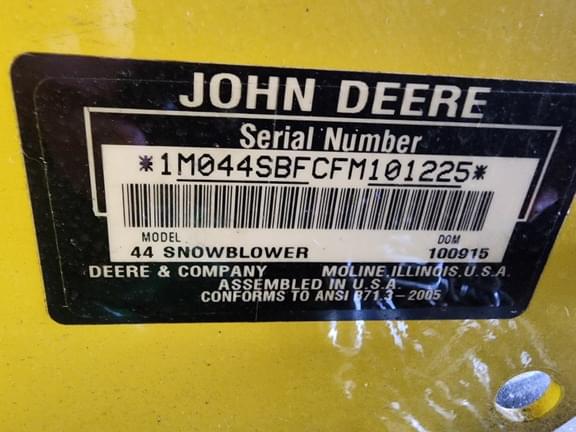 JOHN DEERE
Serial Number
*1M044SBFCFM101225*
MODEL DOM
44 SNOWBLOWER 100915
DEERE & COMPANY MOLINE, ILLINOIS, U.S.A.
ASSEMBLED IN U.S.A.
CONFORMS TO ANSI B71.3-2005